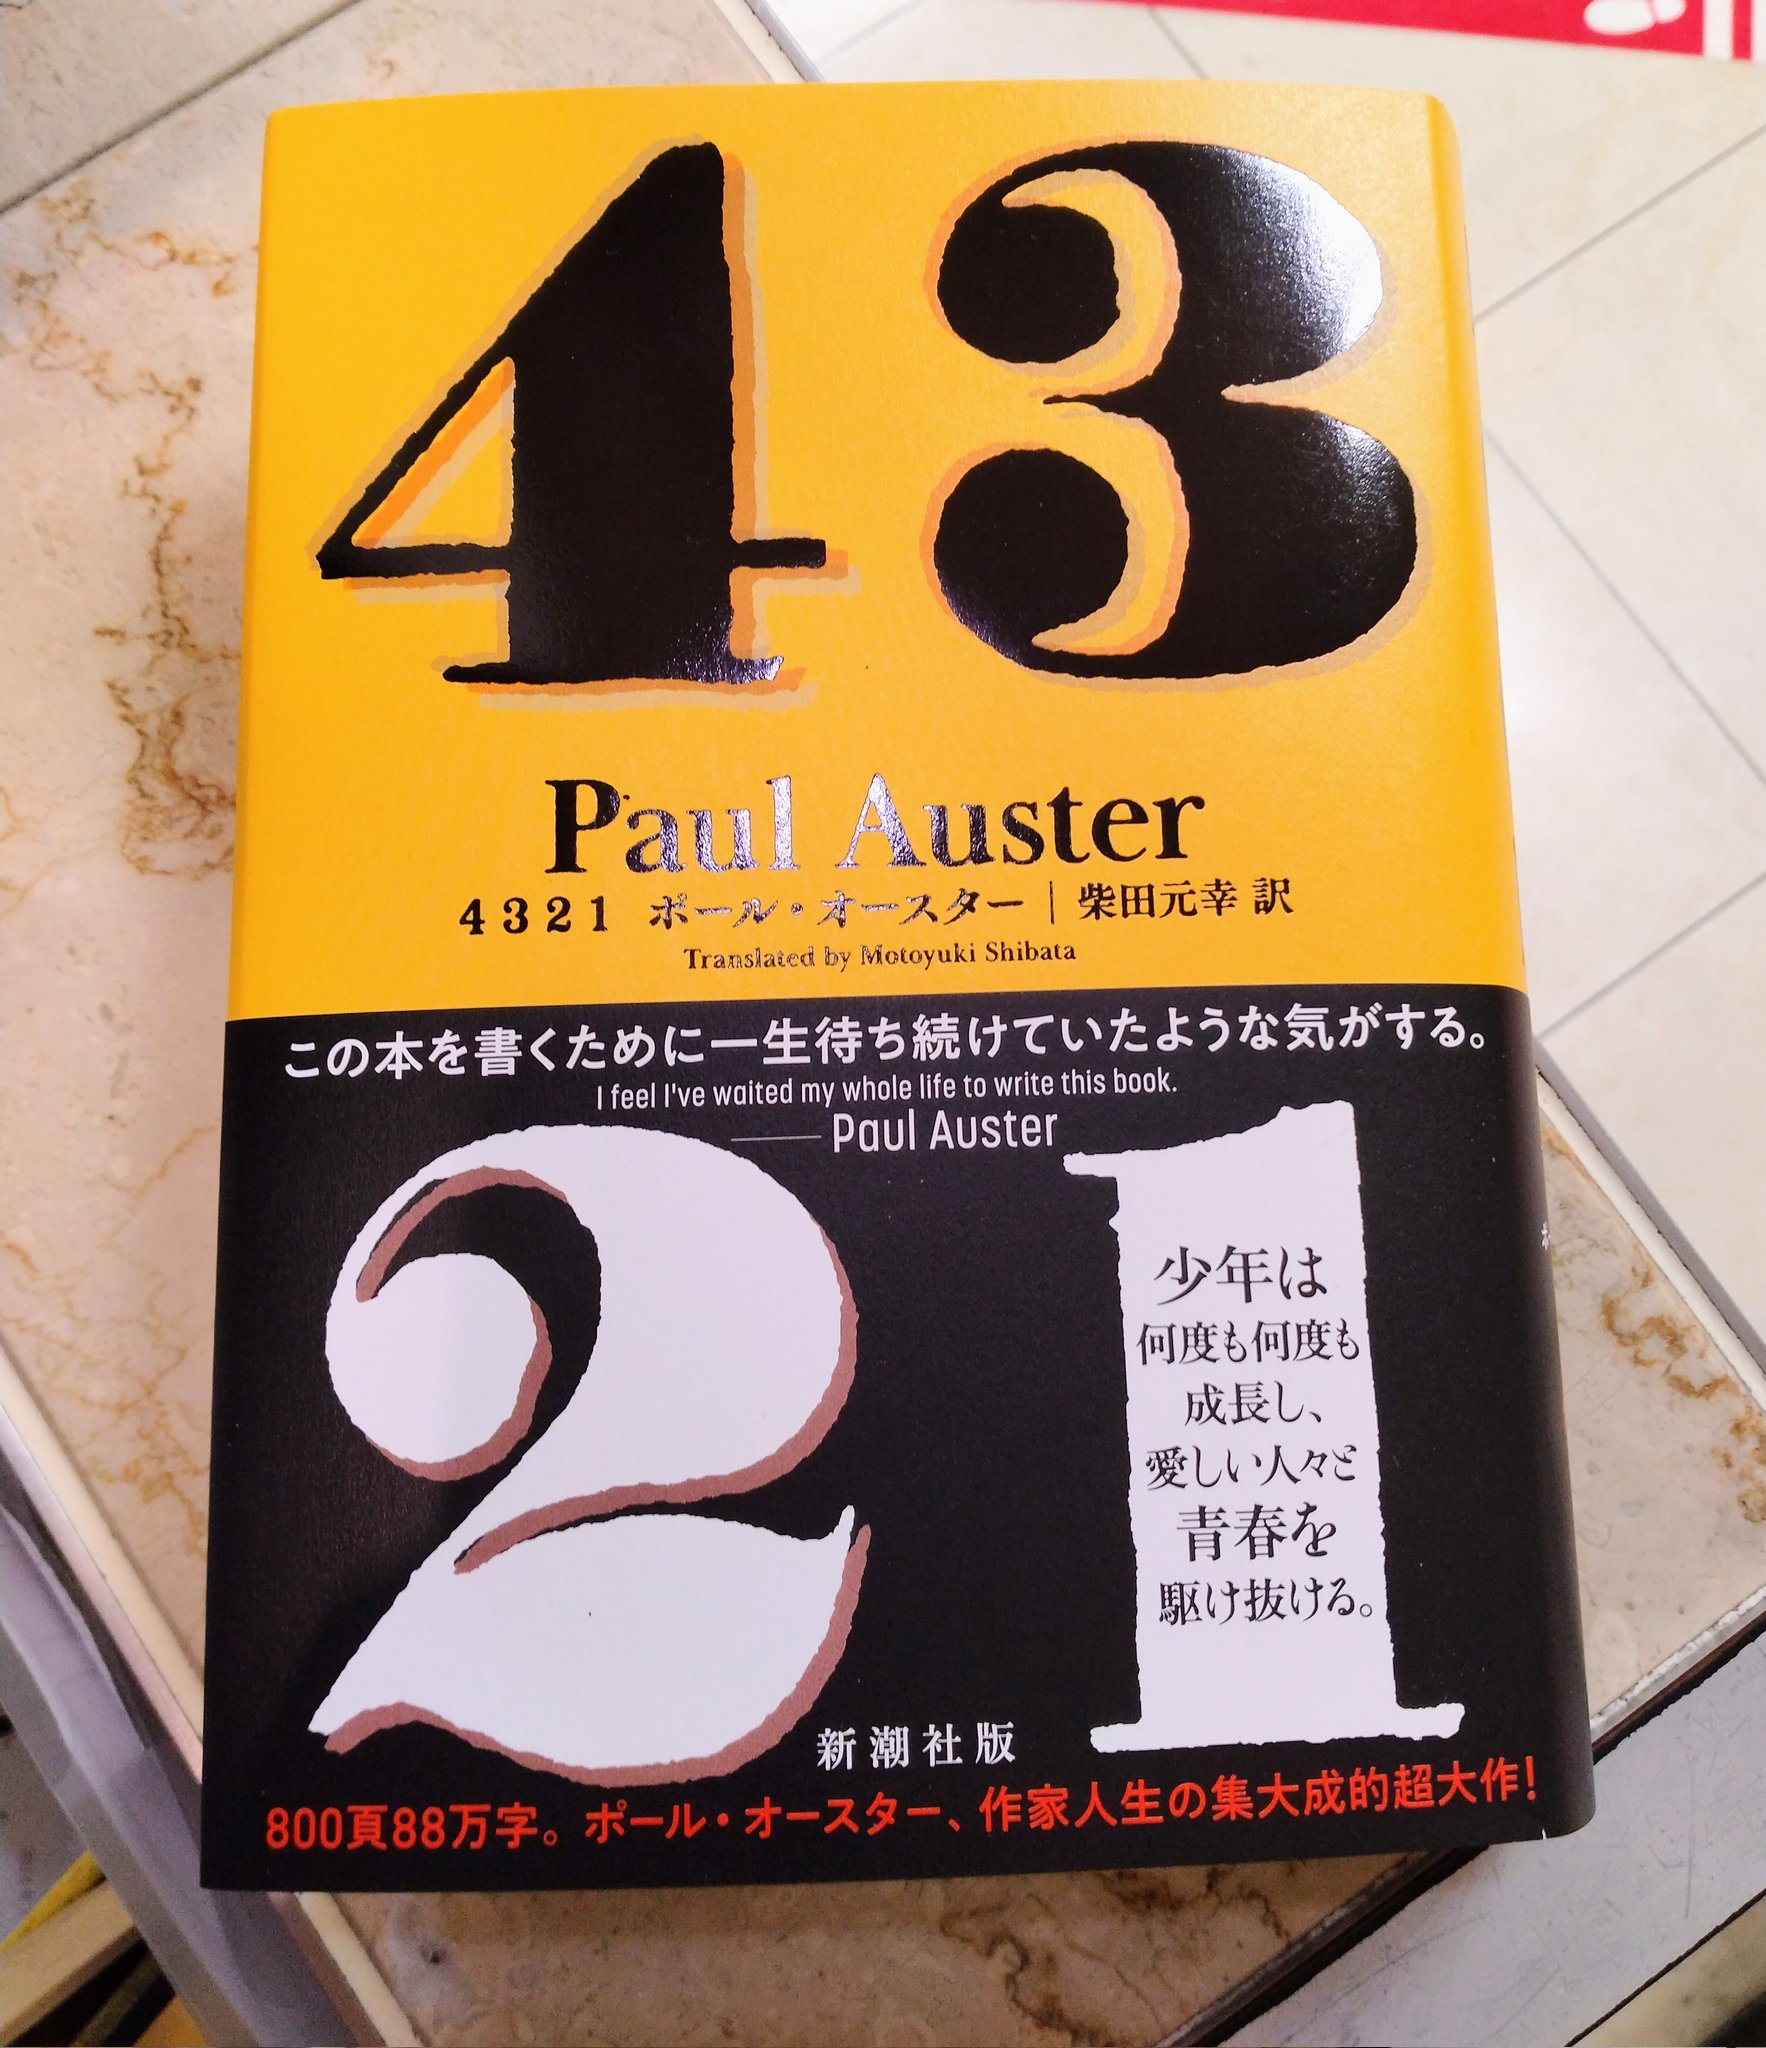 43
Paul Auster
4321 ポール・オースター｜柴田元幸 訳
Translated by Motoyuki Shibata
この本を書くために一生待ち続けていたような気がする。
I feel I've waited my whole life to write this book.
——Paul Auster
21
少年は
何度も何度も
成長し、
愛しい人々と
青春を
駆け抜ける。
新潮社版
800頁88万字。ポール・オースター、作家人生の集大成的超大作!